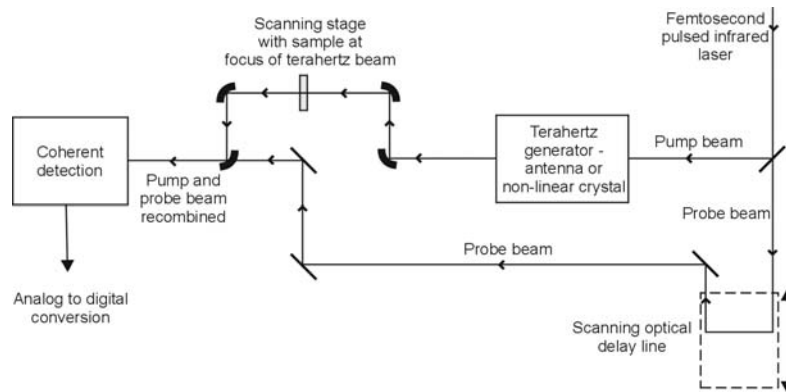 Scanning stage
with sample at
focus of terahertz beam
Femtosecond
pulsed infrared
laser
Coherent
detection
Terahertz
generator -
antenna or
non-linear crystal
Pump beam
Pump and
probe beam
recombined
Probe beam
Probe beam
Analog to digital
conversion
Scanning optical
delay line